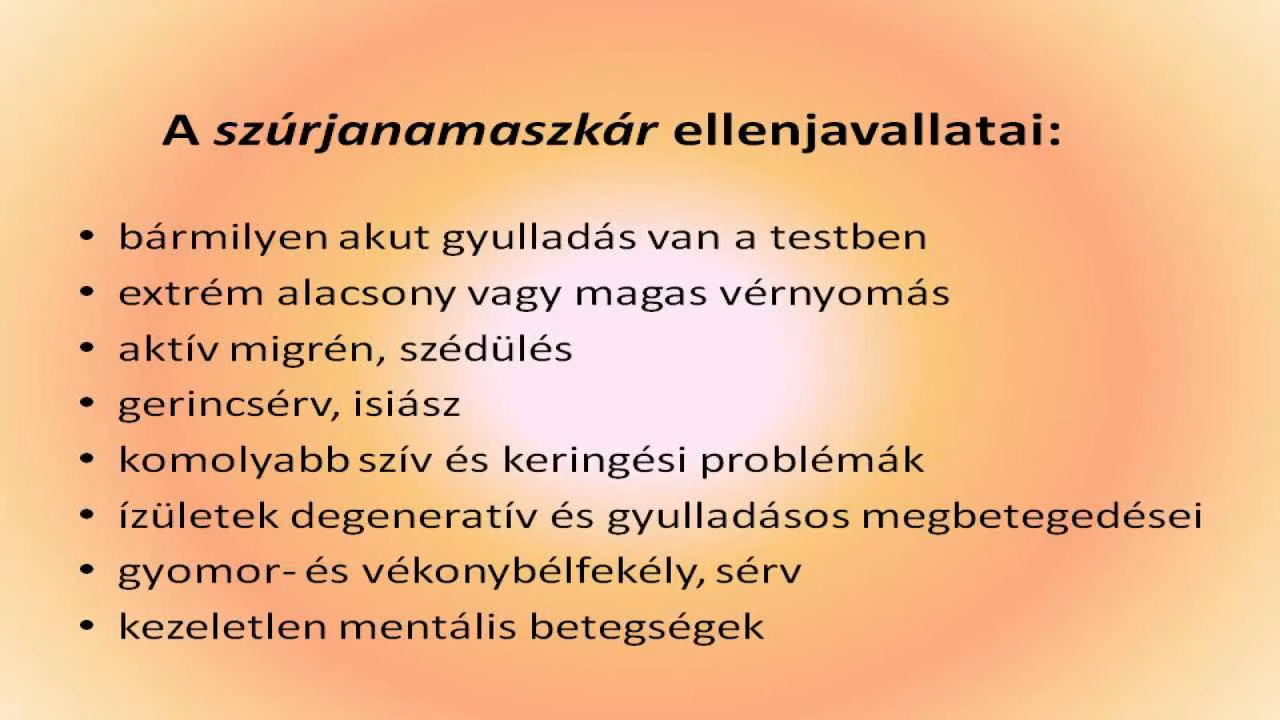 A szúrjanamaszkár ellenjavallatai:
• bármilyen akut gyulladás van a testben
• extrém alacsony vagy magas vérnyomás
• aktív migrén, szédülés
• gerincsérv, isiász
• komolyabb szív és keringési problémák
• ízületek degeneratív és gyulladásos megbetegedései
• gyomor- és vékonybélfekély, sérv
• kezeletlen mentális betegségek